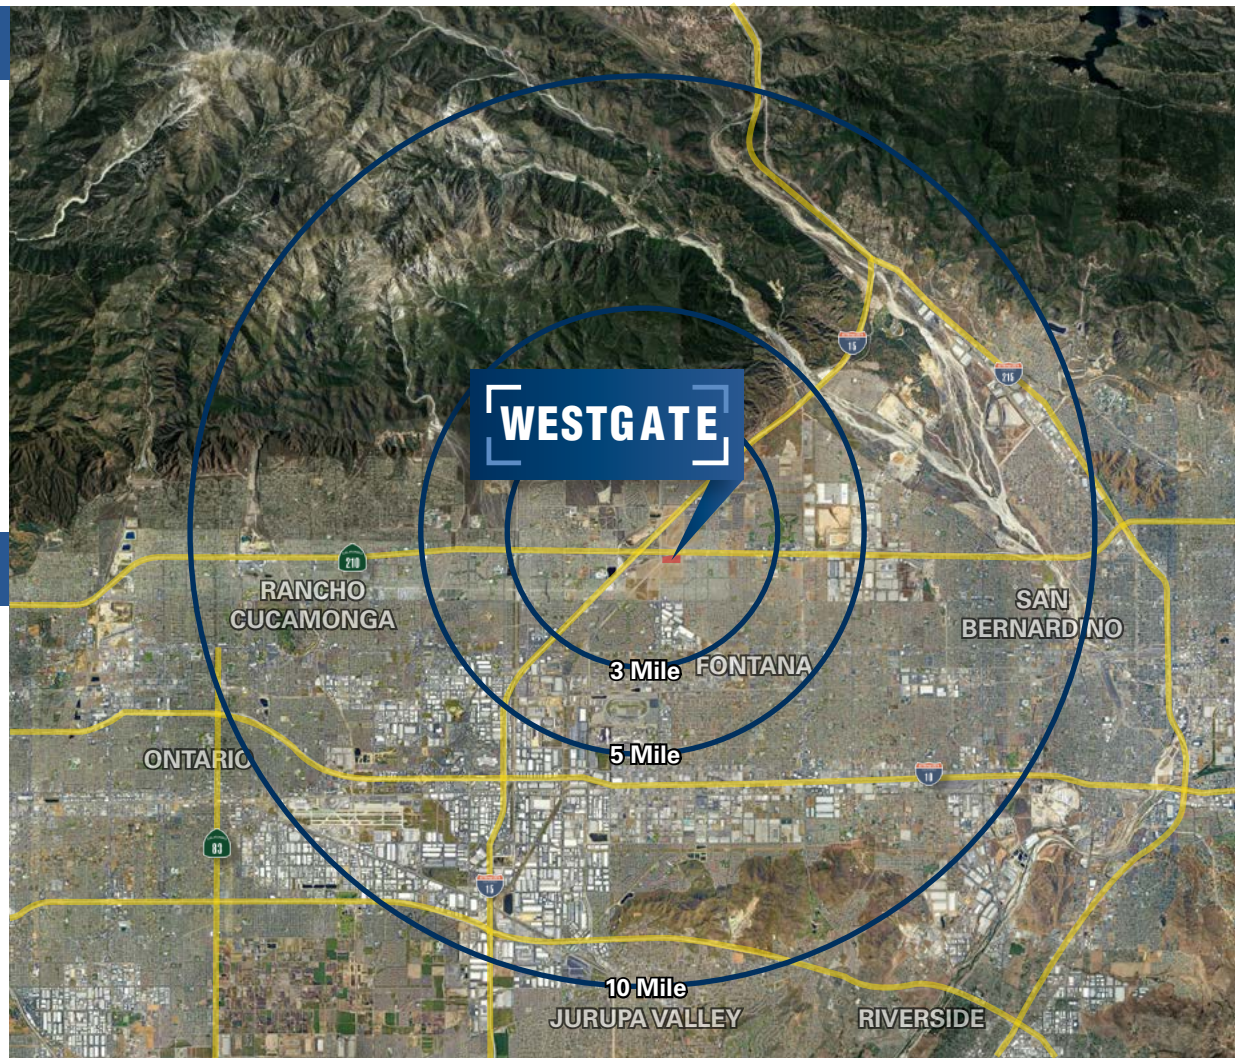 15
215
WESTGATE
210
RANCHO
CUCAMONGA
SAN
BERNARDINO
3 Mile
FONTANA
5 Mile
ONTARIO
10
83
15
10 Mile
JURUPA VALLEY
RIVERSIDE